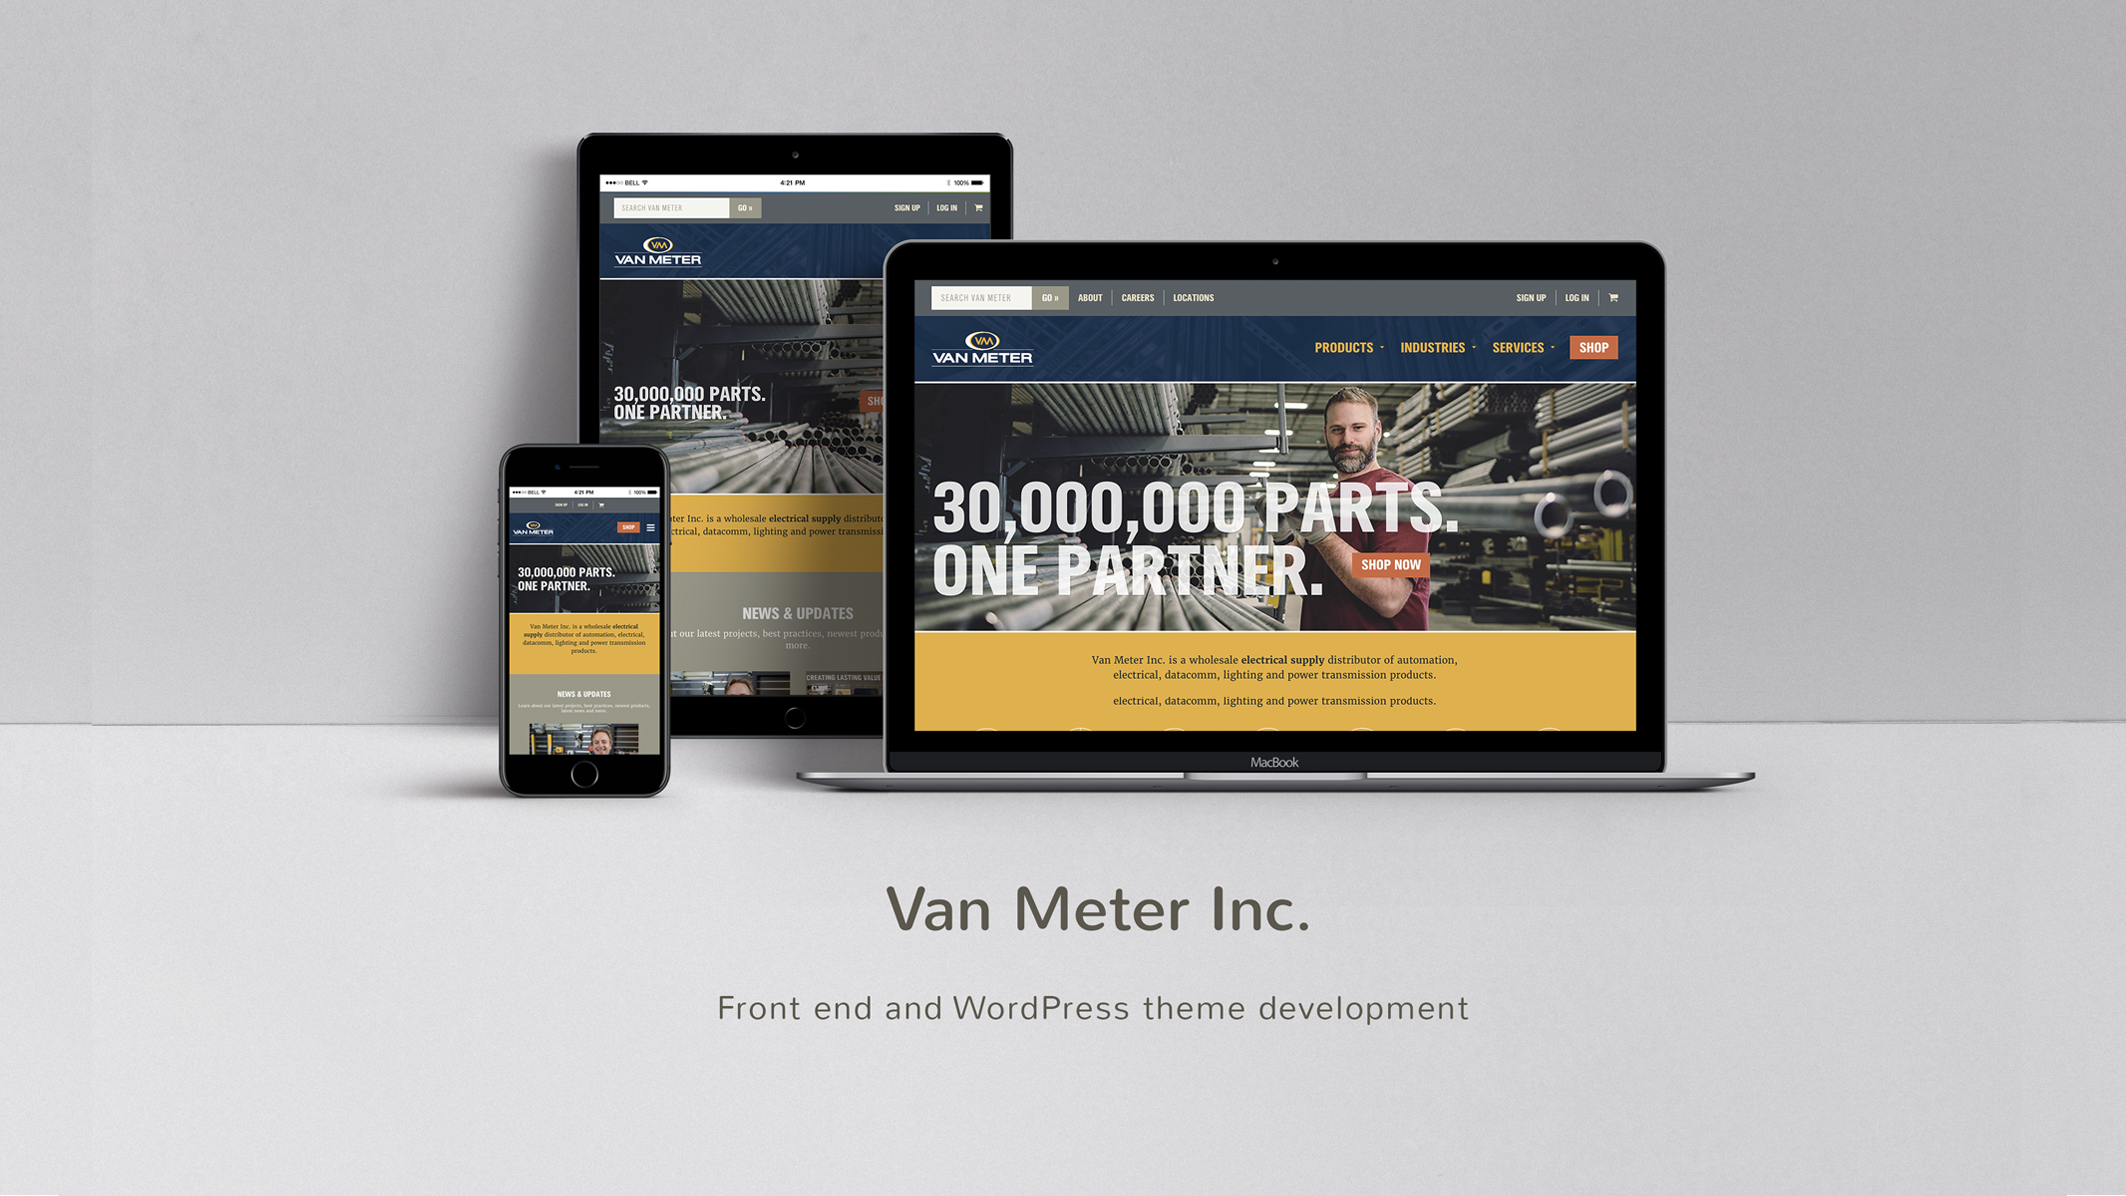 ●●●○○ BELL 4:21 PM 100%
SEARCH VAN METER GO » SIGN UP LOG IN
VM
VAN METER
30,000,000 PARTS.
ONE PARTNER.
SHO
ter Inc. is a wholesale electrical supply distributo
ctrical, datacomm, lighting and power transmissi
NEWS & UPDATES
t our latest projects, best practices, newest produ
more.
CREATING LASTING VALUE
SEARCH VAN METER GO » ABOUT CAREERS LOCATIONS SIGN UP LOG IN
VM
VAN METER
PRODUCTS INDUSTRIES SERVICES SHOP
30,000,000 PARTS.
ONE PARTNER.
SHOP NOW
Van Meter Inc. is a wholesale electrical supply distributor of automation,
electrical, datacomm, lighting and power transmission products.
electrical, datacomm, lighting and power transmission products.
MacBook
●●●○○ BELL 4:21 PM 100%
SIGN UP LOG IN
VM
VAN METER
SHOP
30,000,000 PARTS.
ONE PARTNER.
Van Meter Inc. is a wholesale electrical
supply distributor of automation, electrical,
datacomm, lighting and power transmission
products.
NEWS & UPDATES
Learn about our latest projects, best practices, newest products,
latest news and more.
Van Meter Inc.
Front end and WordPress theme development